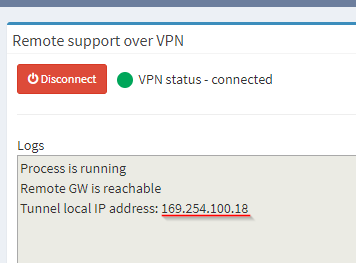 Remote support over VPN
Disconnect
VPN status - connected
Logs
Process is running
Remote GW is reachable
Tunnel local IP address: 169.254.100.18